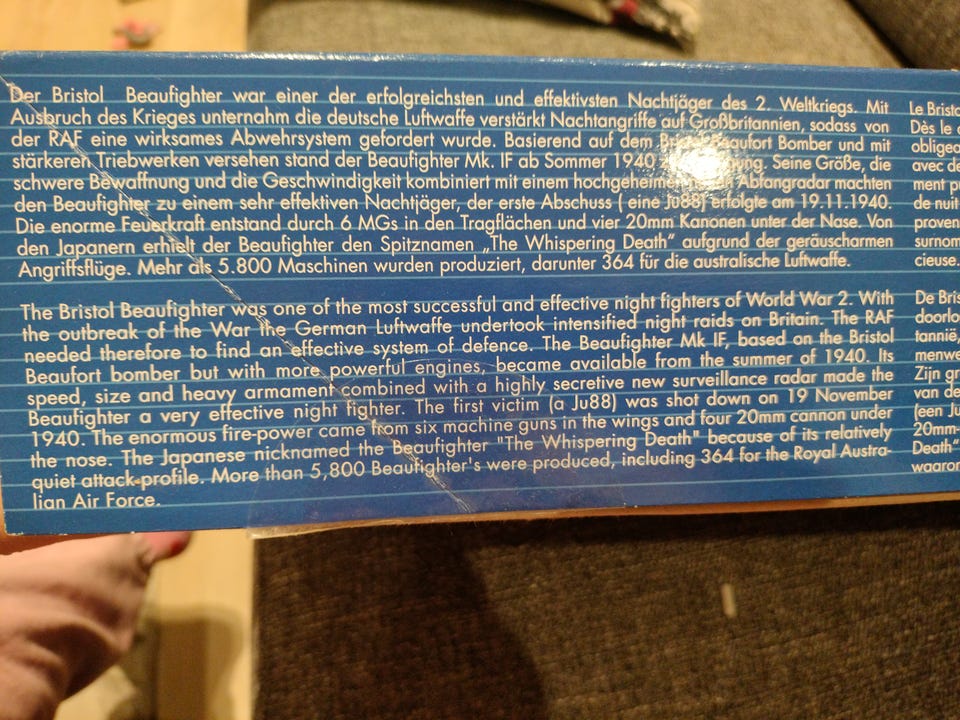 Der Bristol Beaufighter war einer der erfolgreichsten und effektivsten Nachtjäger des 2. Weltkriegs. Mit
Ausbruch des Krieges unternahm die deutsche Luftwaffe verstärkt Nachtangriffe auf Großbritannien, sodass von
der RAF eine wirksames Abwehrsystem gefordert wurde. Basierend auf dem Beaufort Bomber und mit
stärkeren Triebwerken versehen stand der Beaufighter Mk. IF ab Sommer 1940 Seine Größe, die
schwere Bewaffnung und die Geschwindigkeit kombiniert mit einem Abfangradar machten
den Beaufighter zu einem sehr effektiven Nachtjäger, der erste Abschuss ( eine Ju88) erfolgte am 19.11.1940.
Die enorme Feuerkraft entstand durch 6 MGs in den Tragflächen und vier 20mm Kanonen unter der Nase. Von
den Japanern erhielt der Beaufighter den Spitznamen „The Whispering Death" aufgrund der geräuscharmen
Angriffsflüge. Mehr als 5.800 Maschinen wurden produziert, darunter 364 für die australische Luftwaffe.
The Bristol Beaufighter was one of the most successful and effective night fighters of World War 2. With
the outbreak of the War the German Luftwaffe undertook intensified night raids on Britain. The RAF
needed therefore to find an effective system of defence. The Beaufighter Mk IF, based on the Bristol
Beaufort bomber but with more powerful engines, became available from the summer of 1940. Its
speed, size and heavy armament combined with a highly secretive new surveillance radar made the
Beaufighter a very effective night fighter. The first victim (a Ju88) was shot down on 19 November
1940. The enormous fire-power came from six machine guns in the wings and four 20mm cannon under
the nose. The Japanese nicknamed the Beaufighter "The Whispering Death" because of its relatively
quiet attack-profile. More than 5,800 Beaufighter's were produced, including 364 for the Royal Austra-
lian Air Force.
Le Bristo
Dès le
obligea
avec de
ment p
de nuit
proven
surnom
cieuse.
De Bris
doorlo
tannië,
menwe
Zijn gr
van de
(een Ju
20mm-
Death"
waaron